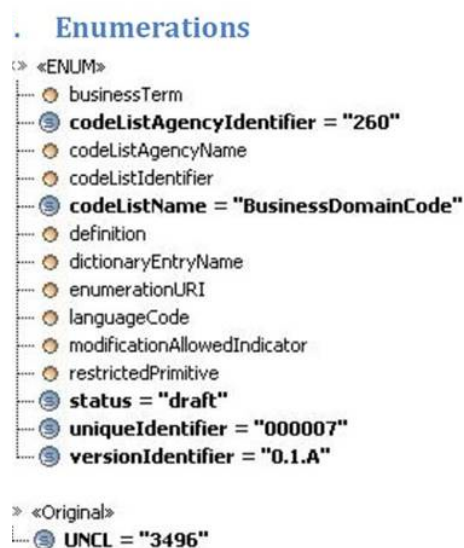 . Enumerations
«ENUM»
businessTerm
codeListAgencyIdentifier = "260"
codeListAgencyName
codeListIdentifier
codeListName = "BusinessDomainCode"
definition
dictionaryEntryName
enumerationURI
languageCode
modificationAllowedIndicator
restrictedPrimitive
status = "draft"
uniqueIdentifier = "000007"
versionIdentifier = "0.1.A"
«Original»
UNCL = "3496"